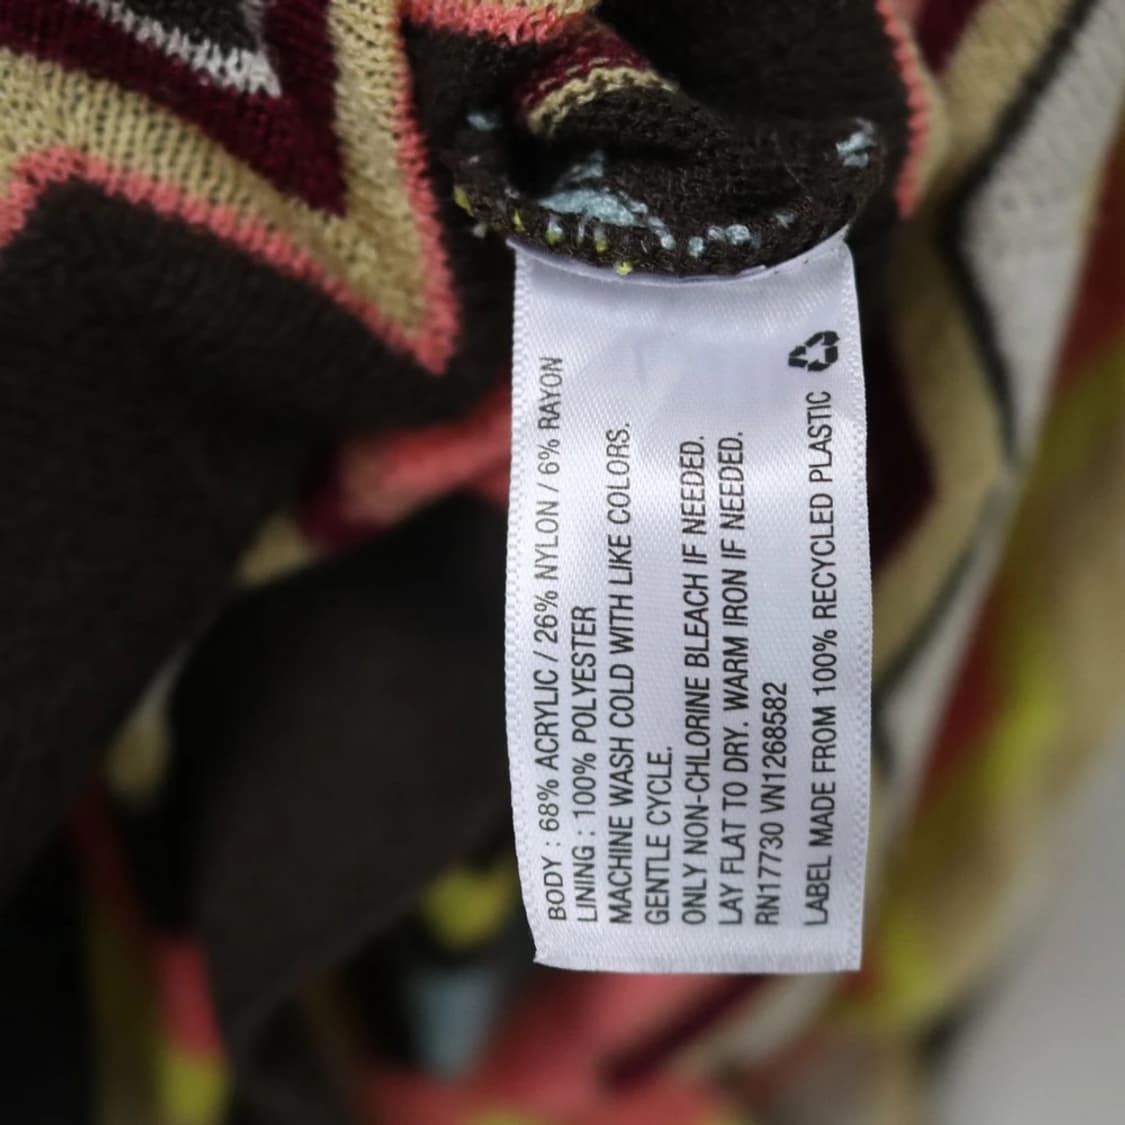 BODY : 68% ACRYLIC / 26% NYLON / 6% RAYON
LINING : 100% POLYESTER
MACHINE WASH COLD WITH LIKE COLORS.
GENTLE CYCLE.
ONLY NON-CHLORINE BLEACH IF NEEDED.
LAY FLAT TO DRY. WARM IRON IF NEEDED.
RN17730 VN1268582
LABEL MADE FROM 100% RECYCLED PLASTIC